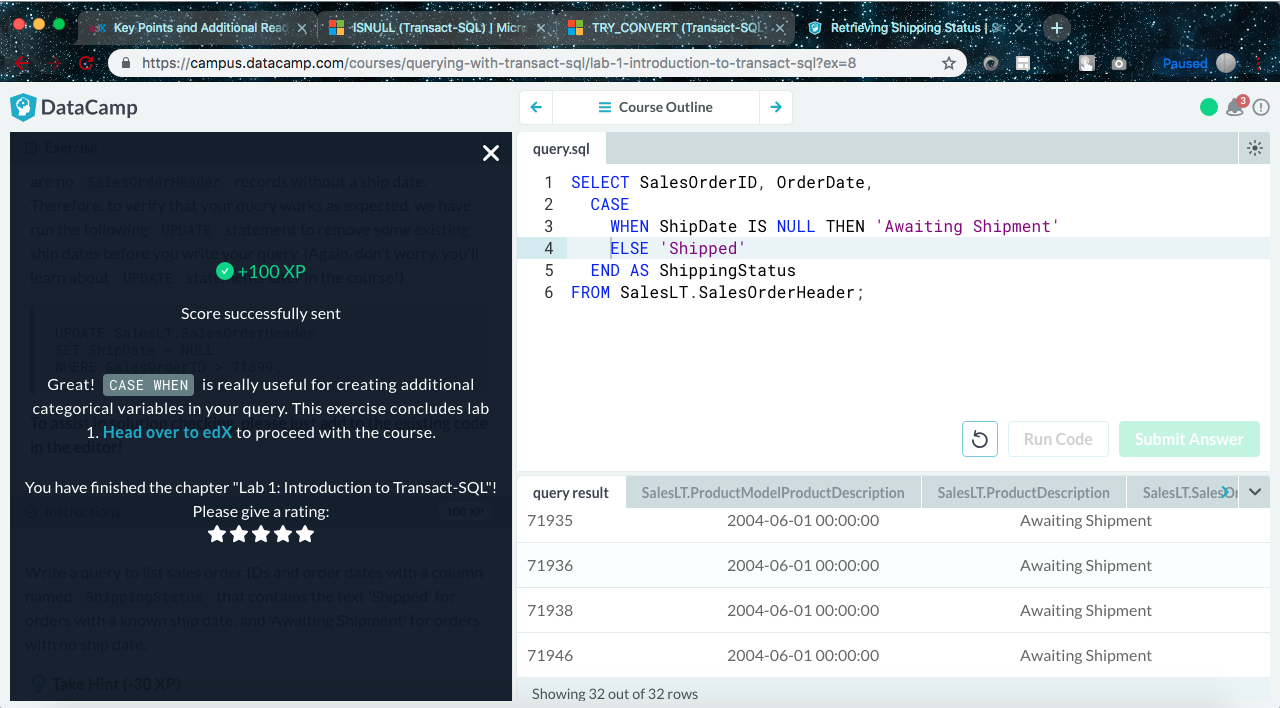 Key Points and Additional Read
ISNULL (Transact-SQL) | Micr
TRY_CONVERT (Transact-SQL
Retrieving Shipping Status |
https://campus.datacamp.com/courses/querying-with-transact-sql/lab-1-introduction-to-transact-sql?ex=8
Paused
DataCamp
Course Outline
3
Exercise
are no SalesOrderHeader records without a ship date.
Therefore, to verify that your query works as expected, we have
run the following UPDATE statement to remove some existing
ship dates before you write your query. (Again, don't worry, you'll
learn about UPDATE statements later in the course!)
+100 XP
Score successfully sent
UPDATE SalesLT.SalesOrderHeader
SET ShipDate = NULL
WHERE SalesOrderID > 71899;
Great! CASE WHEN is really useful for creating additional
categorical variables in your query. This exercise concludes lab
1. Head over to edX to proceed with the course.
in the editor!
You have finished the chapter "Lab 1: Introduction to Transact-SQL"!
Please give a rating:
Instructions
100 XP
Write a query to list sales order IDs and order dates with a column
named ShippingStatus that contains the text 'Shipped' for
orders with a known ship date, and 'Awaiting Shipment' for orders
with no ship date.
Take Hint (-30 XP)
query.sql
1 SELECT SalesOrderID, OrderDate,
2 CASE
3 WHEN ShipDate IS NULL THEN 'Awaiting Shipment'
4 ELSE 'Shipped'
5 END AS ShippingStatus
6 FROM SalesLT.SalesOrderHeader;
Run Code
Submit Answer
query result
SalesLT.ProductModelProductDescription
SalesLT.ProductDescription
SalesLT.SalesOr
71935 2004-06-01 00:00:00 Awaiting Shipment
71936 2004-06-01 00:00:00 Awaiting Shipment
71938 2004-06-01 00:00:00 Awaiting Shipment
71946 2004-06-01 00:00:00 Awaiting Shipment
Showing 32 out of 32 rows